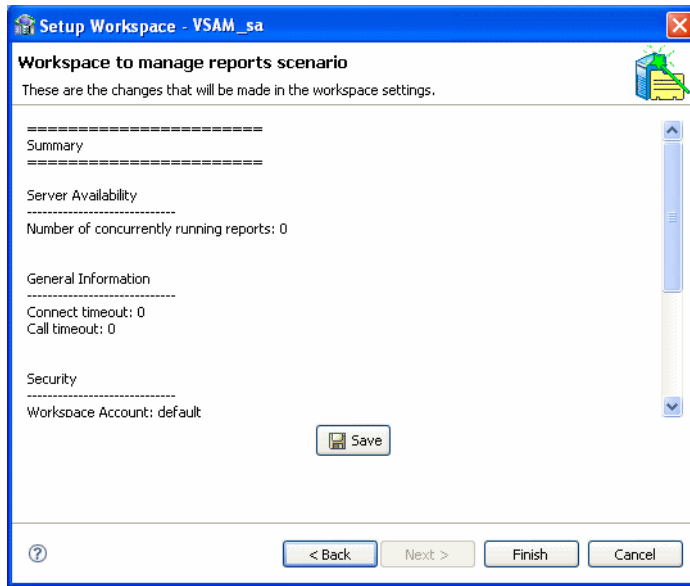 Setup Workspace - VSAM_sa
Workspace to manage reports scenario
These are the changes that will be made in the workspace settings.
=======================
Summary
=======================
Server Availability
----------------------------
Number of concurrently running reports: 0
General Information
----------------------------
Connect timeout: 0
Call timeout: 0
Security
----------------------------
Workspace Account: default
Save
?
< Back
Next >
Finish
Cancel